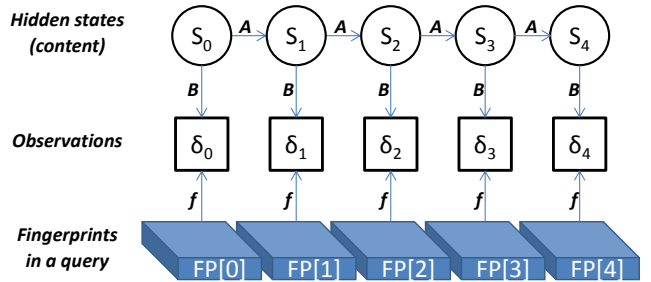 Hidden states
(content)
S0 A S1 A S2 A S3 A S4
B B B B B
Observations
δ0 δ1 δ2 δ3 δ4
f f f f f
Fingerprints
in a query
FP[0] FP[1] FP[2] FP[3] FP[4]